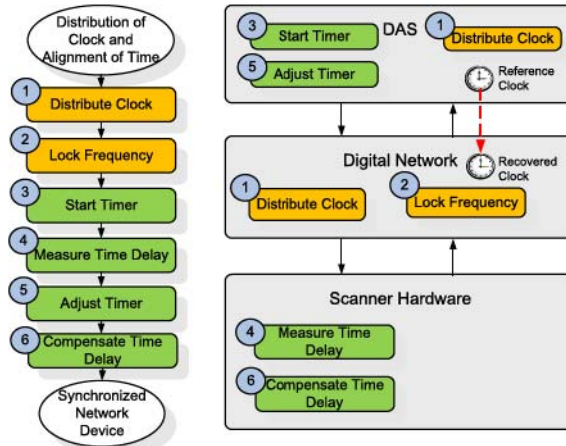 Distribution of
Clock and
Alignment of Time
1
Distribute Clock
2
Lock Frequency
3
Start Timer
4
Measure Time Delay
5
Adjust Timer
6
Compensate Time
Delay
Synchronized
Network
Device
3
Start Timer
DAS
1
Distribute Clock
5
Adjust Timer
Reference
Clock
Digital Network
Recovered
Clock
1
Distribute Clock
2
Lock Frequency
Scanner Hardware
4
Measure Time
Delay
6
Compensate Time
Delay